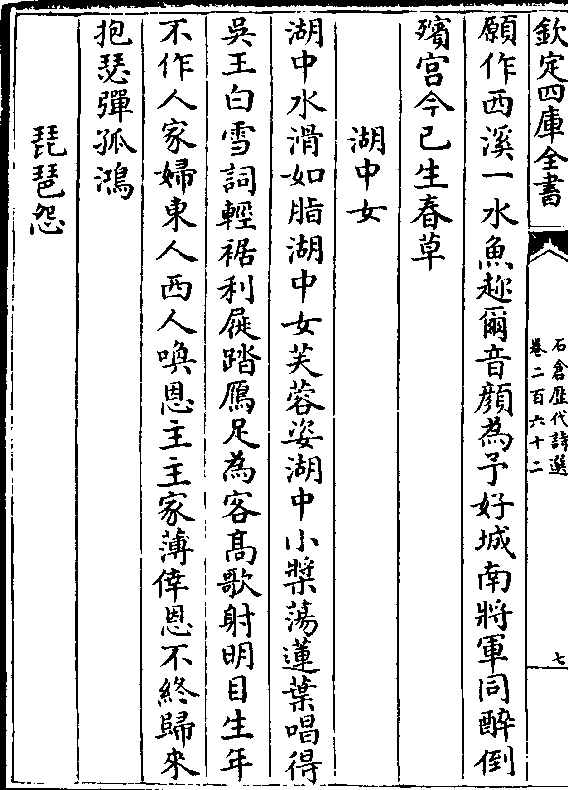 欽定四庫全書
石倉歷代詩選
卷二百六十二
七
願作西溪一水魚趂爾音顔為予好城南將軍同醉倒
殯宫今已生春草
湖中女
湖中水滑如脂湖中女芙蓉姿湖中小槳蕩蓮葉唱得
吳王白雪詞輕裾利屣踏鴈足為客髙歌射明目生年
不作人家婦東人西人喚恩主主家薄倖恩不終歸來
抱瑟彈孤鴻
琵琶怨